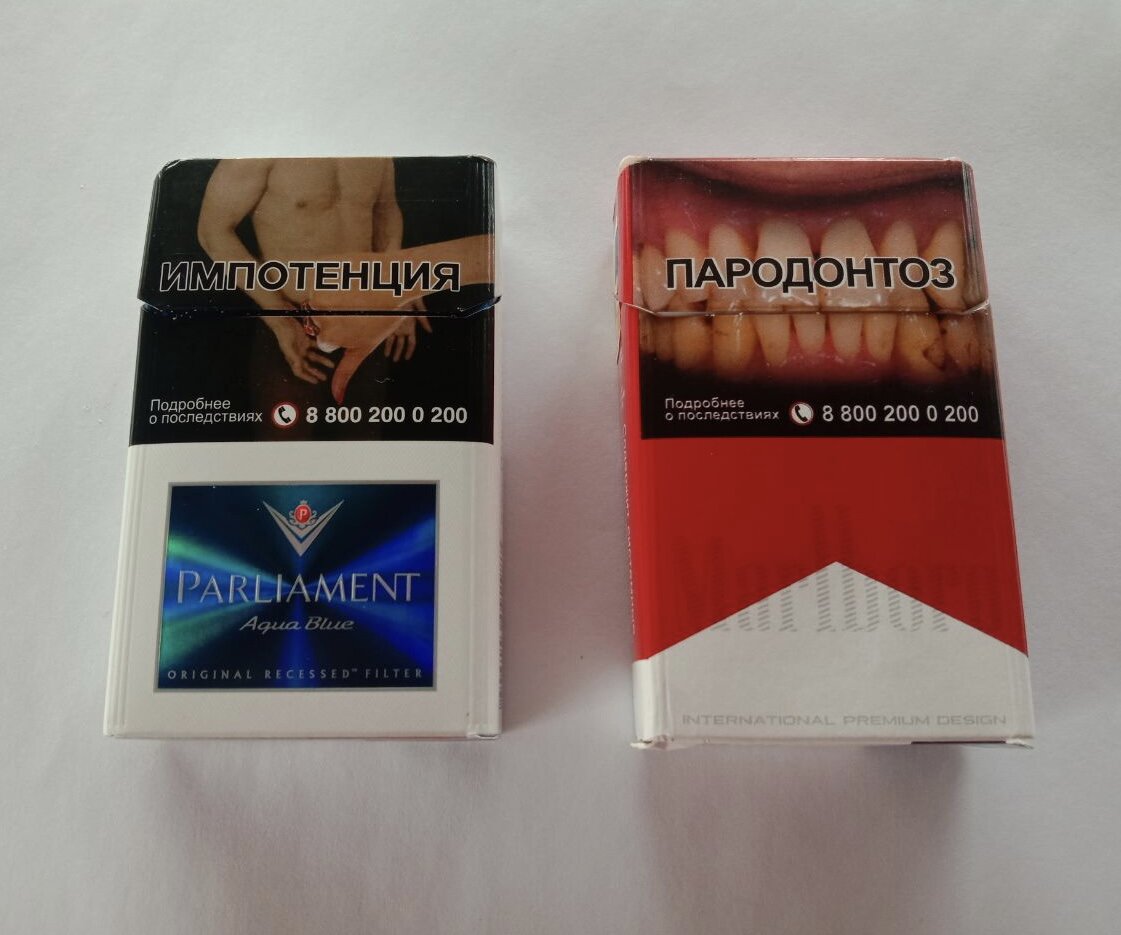 ИМПОТЕНЦИЯ
Подробнее
о последствиях 8 800 200 0 200
P
PARLIAMENT
Aqua Blue
ORIGINAL RECESSED™ FILTER
ПАРОДОНТОЗ
Подробнее
о последствиях 8 800 200 0 200
Marlboro
INTERNATIONAL PREMIUM DESIGN